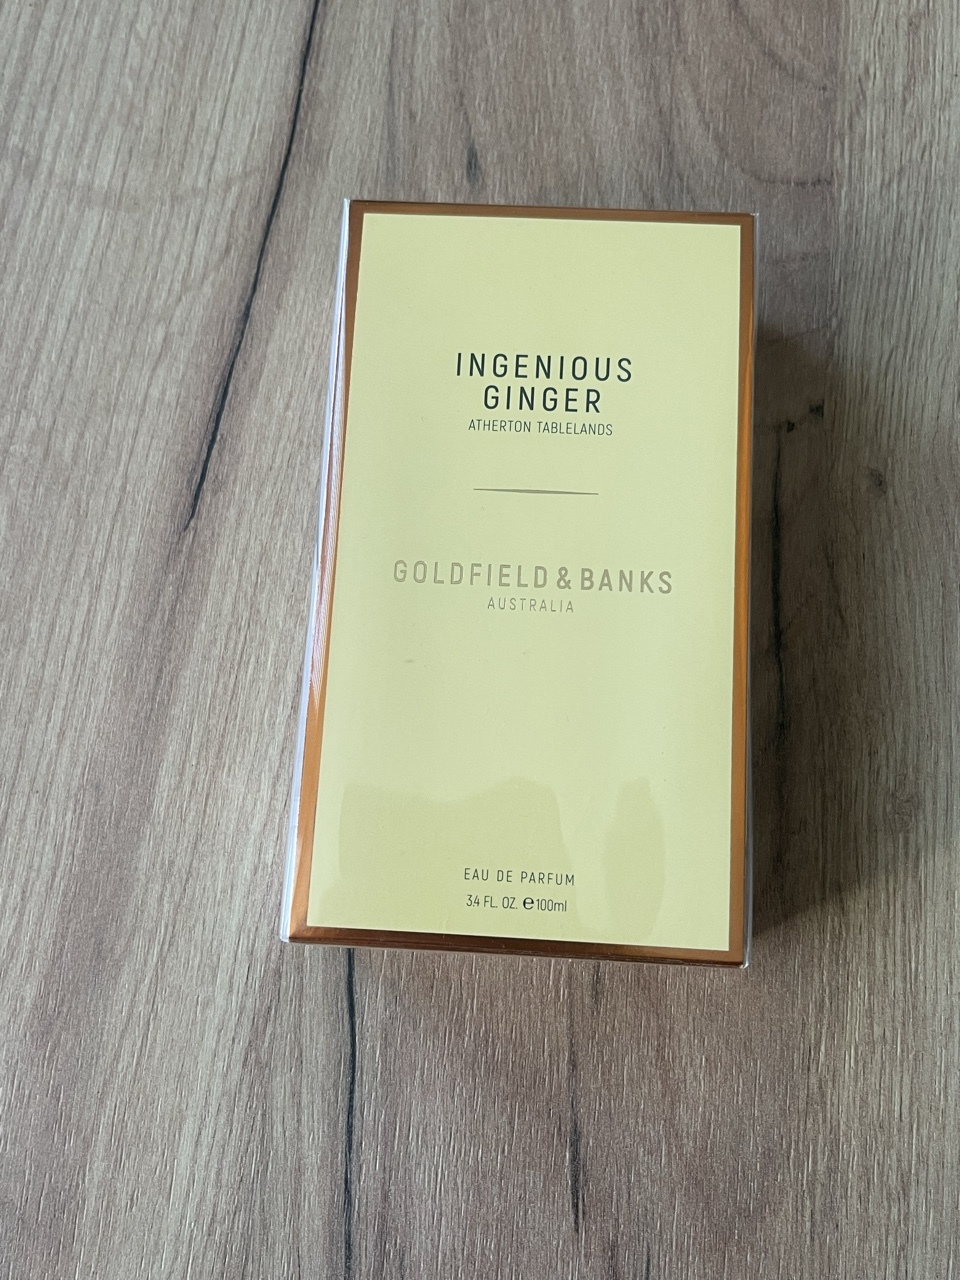 INGENIOUS
GINGER
ATHERTON TABLELANDS
GOLDFIELD & BANKS
AUSTRALIA
EAU DE PARFUM
3.4 FL. OZ. ℮ 100ml